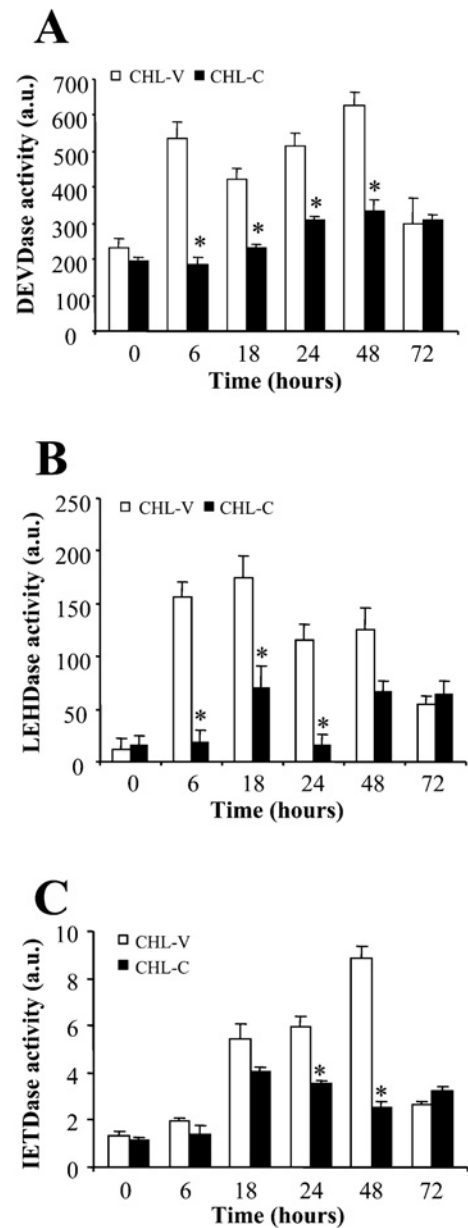 A
DEVDase activity (a.u.)
700
600
500
400
300
200
100
0
CHL-V CHL-C
*
*
*
*
0 6 18 24 48 72
Time (hours)
B
LEHDase activity (a.u.)
250
200
150
100
50
0
CHL-V CHL-C
*
*
*
0 6 18 24 48 72
Time (hours)
C
IETDase activity (a.u.)
10
8
6
4
2
0
CHL-V
CHL-C
*
*
0 6 18 24 48 72
Time (hours)